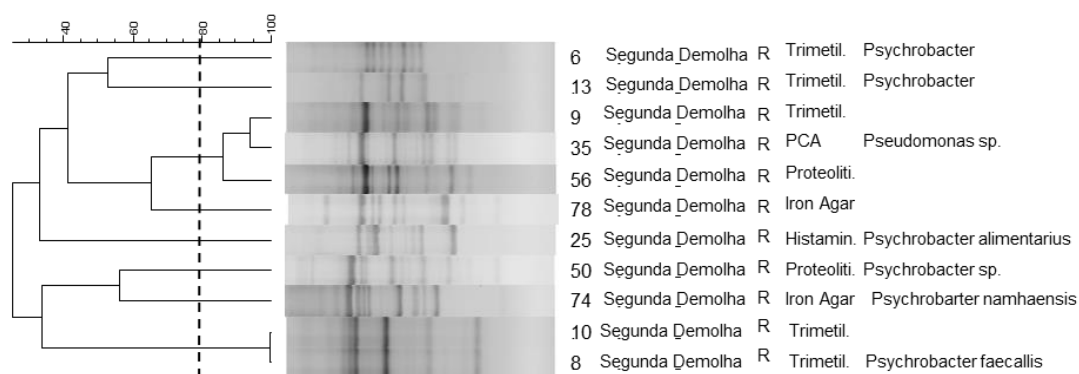 40 60 80 100
6 Segunda Demolha R Trimetil. Psychrobacter
13 Segunda Demolha R Trimetil. Psychrobacter
9 Segunda Demolha R Trimetil.
35 Segunda Demolha R PCA Pseudomonas sp.
56 Segunda Demolha R Proteoliti.
78 Segunda Demolha R Iron Agar
25 Segunda Demolha R Histamin. Psychrobacter alimentarius
50 Segunda Demolha R Proteoliti. Psychrobacter sp.
74 Segunda Demolha R Iron Agar Psychrobarter namhaensis
10 Segunda Demolha R Trimetil.
8 Segunda Demolha R Trimetil. Psychrobacter faecallis